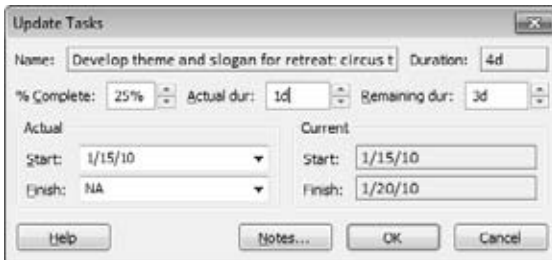 Update Tasks
Name: Develop theme and slogan for retreat: circus t Duration: 4d
% Complete: 25% Actual dur: 1d Remaining dur: 3d
Actual Current
Start: 1/15/10 Start: 1/15/10
Finish: NA Finish: 1/20/10
Help Notes... OK Cancel